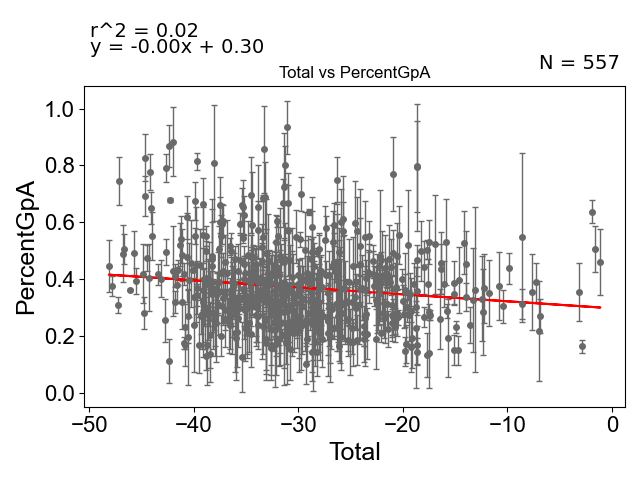 r^2 = 0.02
y = -0.00x + 0.30
N = 557
Total vs PercentGpA
PercentGpA
1.0
0.8
0.6
0.4
0.2
0.0
−50
−40
−30
−20
−10
0
Total